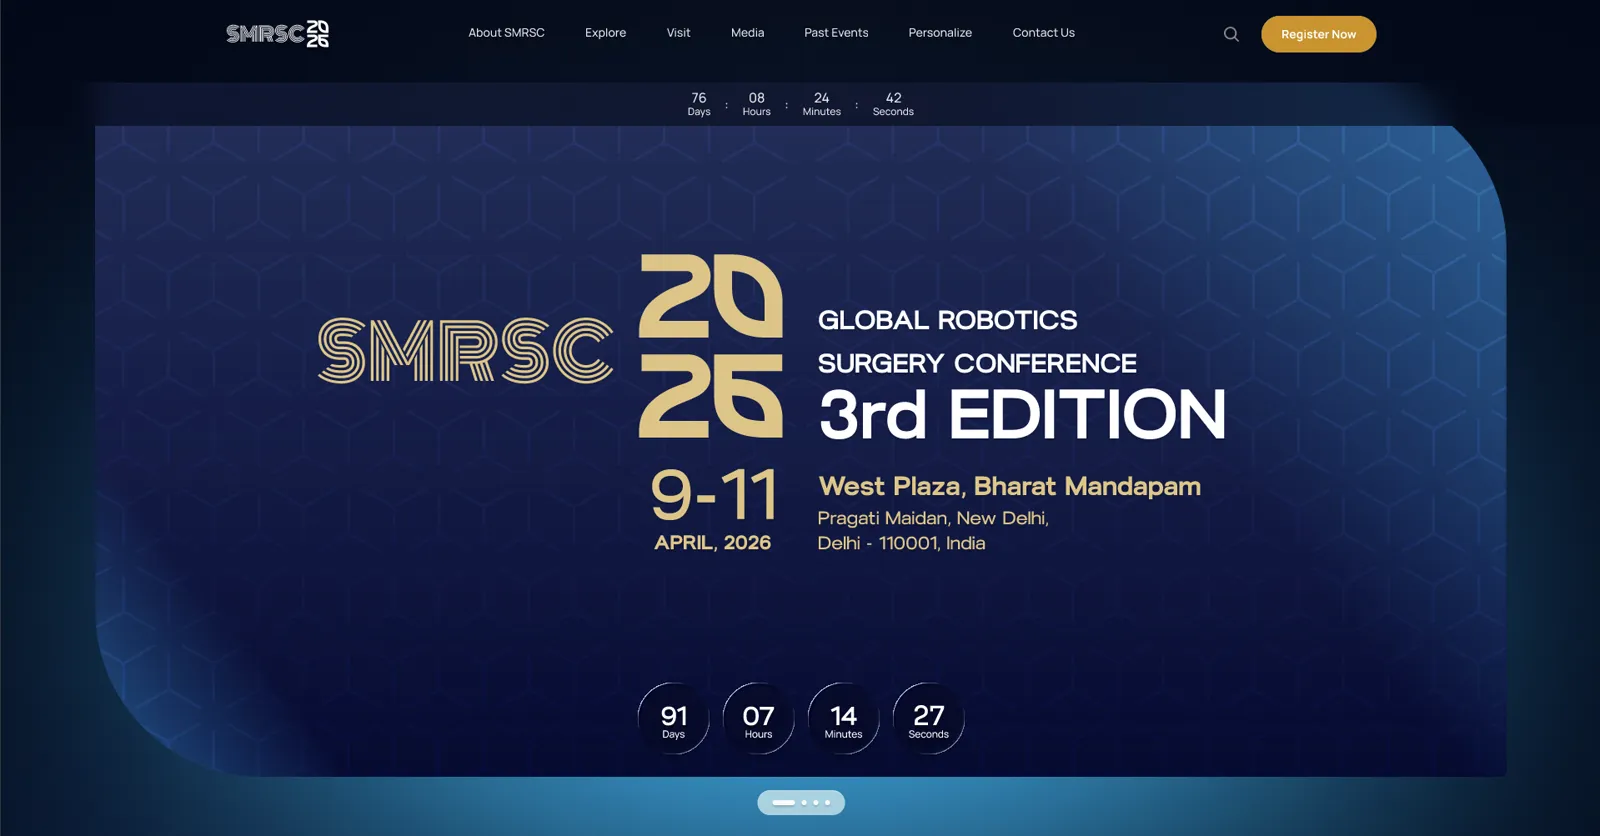 SMRSC 2026
About SMRSC Explore Visit Media Past Events Personalize Contact Us
Register Now
76 : 08 : 24 : 42
Days Hours Minutes Seconds
SMRSC
20
26
GLOBAL ROBOTICS
SURGERY CONFERENCE
3rd EDITION
9-11
APRIL, 2026
West Plaza, Bharat Mandapam
Pragati Maidan, New Delhi,
Delhi - 110001, India
91 07 14 27
Days Hours Minutes Seconds